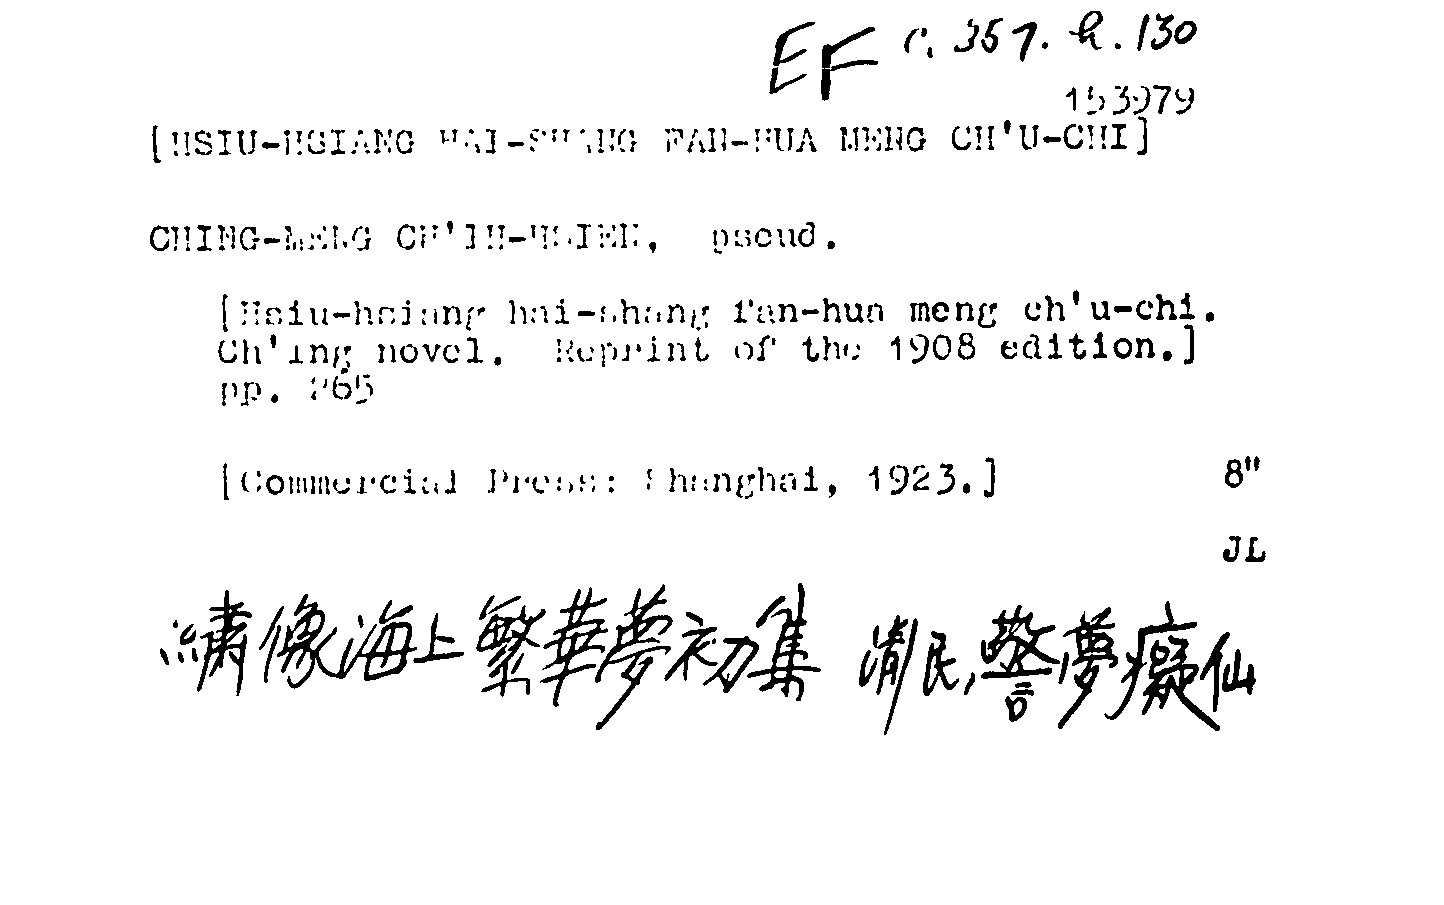 EF c. 357. k. 130
153979
[HSIU-HSIANG HAI-SHANG FAN-HUA MENG CH'U-CHI]
CHING-MENG CH'IH-HSIEN, pseud.
[Hsiu-hsiang hai-shang fan-hua meng ch'u-chi.
Ch'ing novel. Reprint of the 1908 edition.]
pp. 265
[Commercial Press: Shanghai, 1923.] 8"
JL
繡像海上繁華夢初集 清民,警夢癡仙